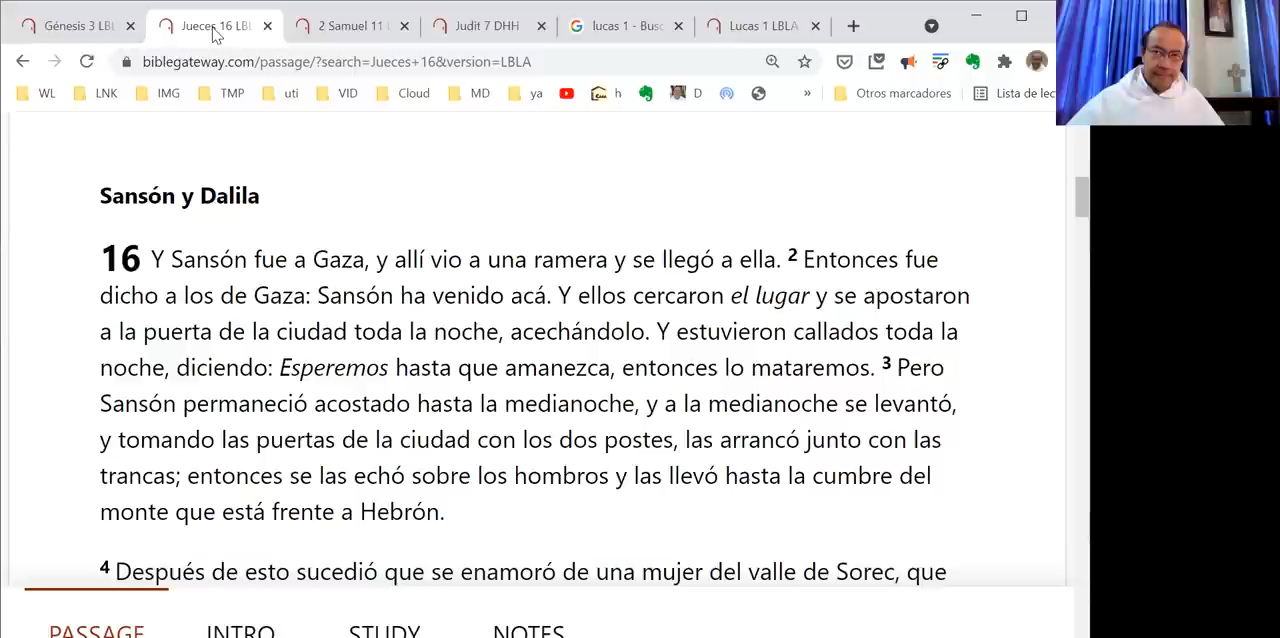 Génesis 3 LBL
Jueces 16 LBL
2 Samuel 11
Judit 7 DHH
lucas 1 - Busc
Lucas 1 LBLA
biblegateway.com/passage/?search=Jueces+16&version=LBLA
WL LNK IMG TMP uti VID Cloud MD ya h D » Otros marcadores Lista de lec
Sansón y Dalila
16 Y Sansón fue a Gaza, y allí vio a una ramera y se llegó a ella. 2 Entonces fue
dicho a los de Gaza: Sansón ha venido acá. Y ellos cercaron el lugar y se apostaron
a la puerta de la ciudad toda la noche, acechándolo. Y estuvieron callados toda la
noche, diciendo: Esperemos hasta que amanezca, entonces lo mataremos. 3 Pero
Sansón permaneció acostado hasta la medianoche, y a la medianoche se levantó,
y tomando las puertas de la ciudad con los dos postes, las arrancó junto con las
trancas; entonces se las echó sobre los hombros y las llevó hasta la cumbre del
monte que está frente a Hebrón.
4 Después de esto sucedió que se enamoró de una mujer del valle de Sorec, que
PASSAGE INTRO STUDY NOTES